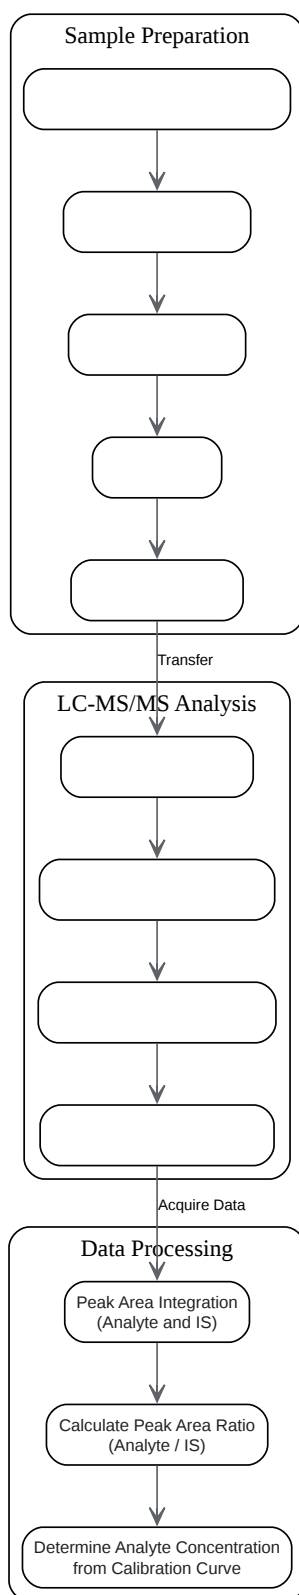 Sample Preparation
Transfer
LC-MS/MS Analysis
Acquire Data
Data Processing
Peak Area Integration
(Analyte and IS)
Calculate Peak Area Ratio
(Analyte / IS)
Determine Analyte Concentration
from Calibration Curve